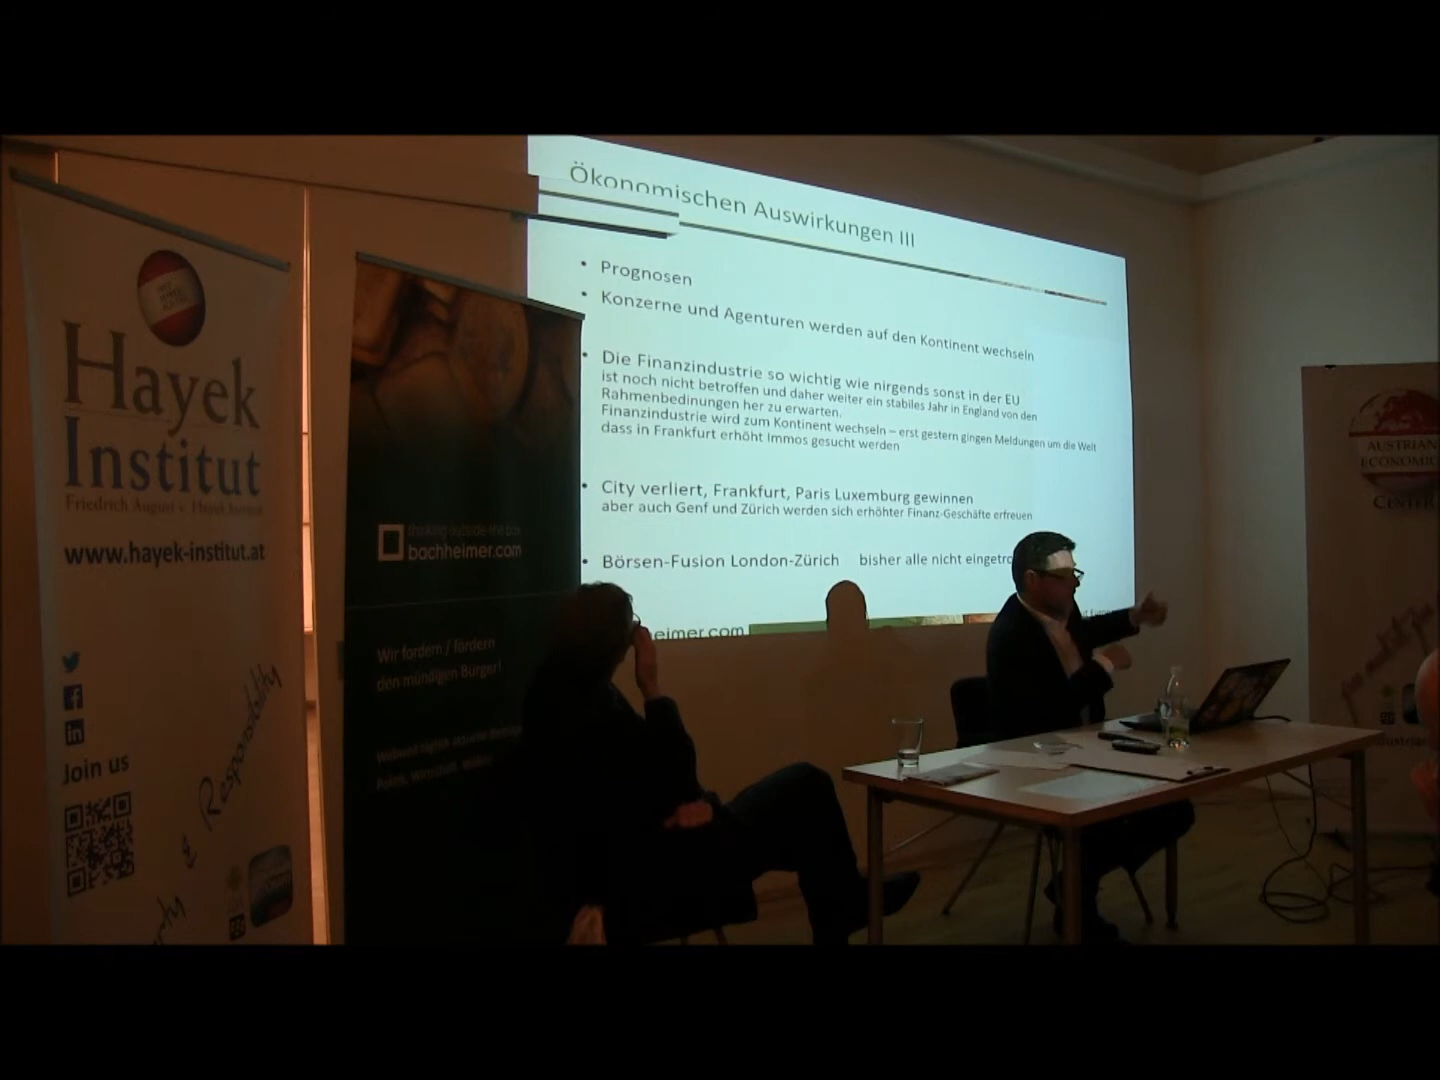 Ökonomischen Auswirkungen III
• Prognosen
• Konzerne und Agenturen werden auf den Kontinent wechseln
• Die Finanzindustrie so wichtig wie nirgends sonst in der EU
ist noch nicht betroffen und daher weiter ein stabiles Jahr in England von den
Rahmenbedinungen her zu erwarten.
Finanzindustrie wird zum Kontinent wechseln – erst gestern gingen Meldungen um die Welt
dass in Frankfurt erhöht Immos gesucht werden
• City verliert, Frankfurt, Paris Luxemburg gewinnen
aber auch Genf und Zürich werden sich erhöhter Finanz-Geschäfte erfreuen
• Börsen-Fusion London-Zürich bisher alle nicht eingetro
eimer.com
Hayek
Institut
Friedrich August v. Hayek Institut
www.hayek-institut.at
Join us
& Responsibility
thinking outside the box
bachheimer.com
Wir fordern / fördern
den mündigen Bürger!
AUSTRIAN
ECONOMIC
CENTER